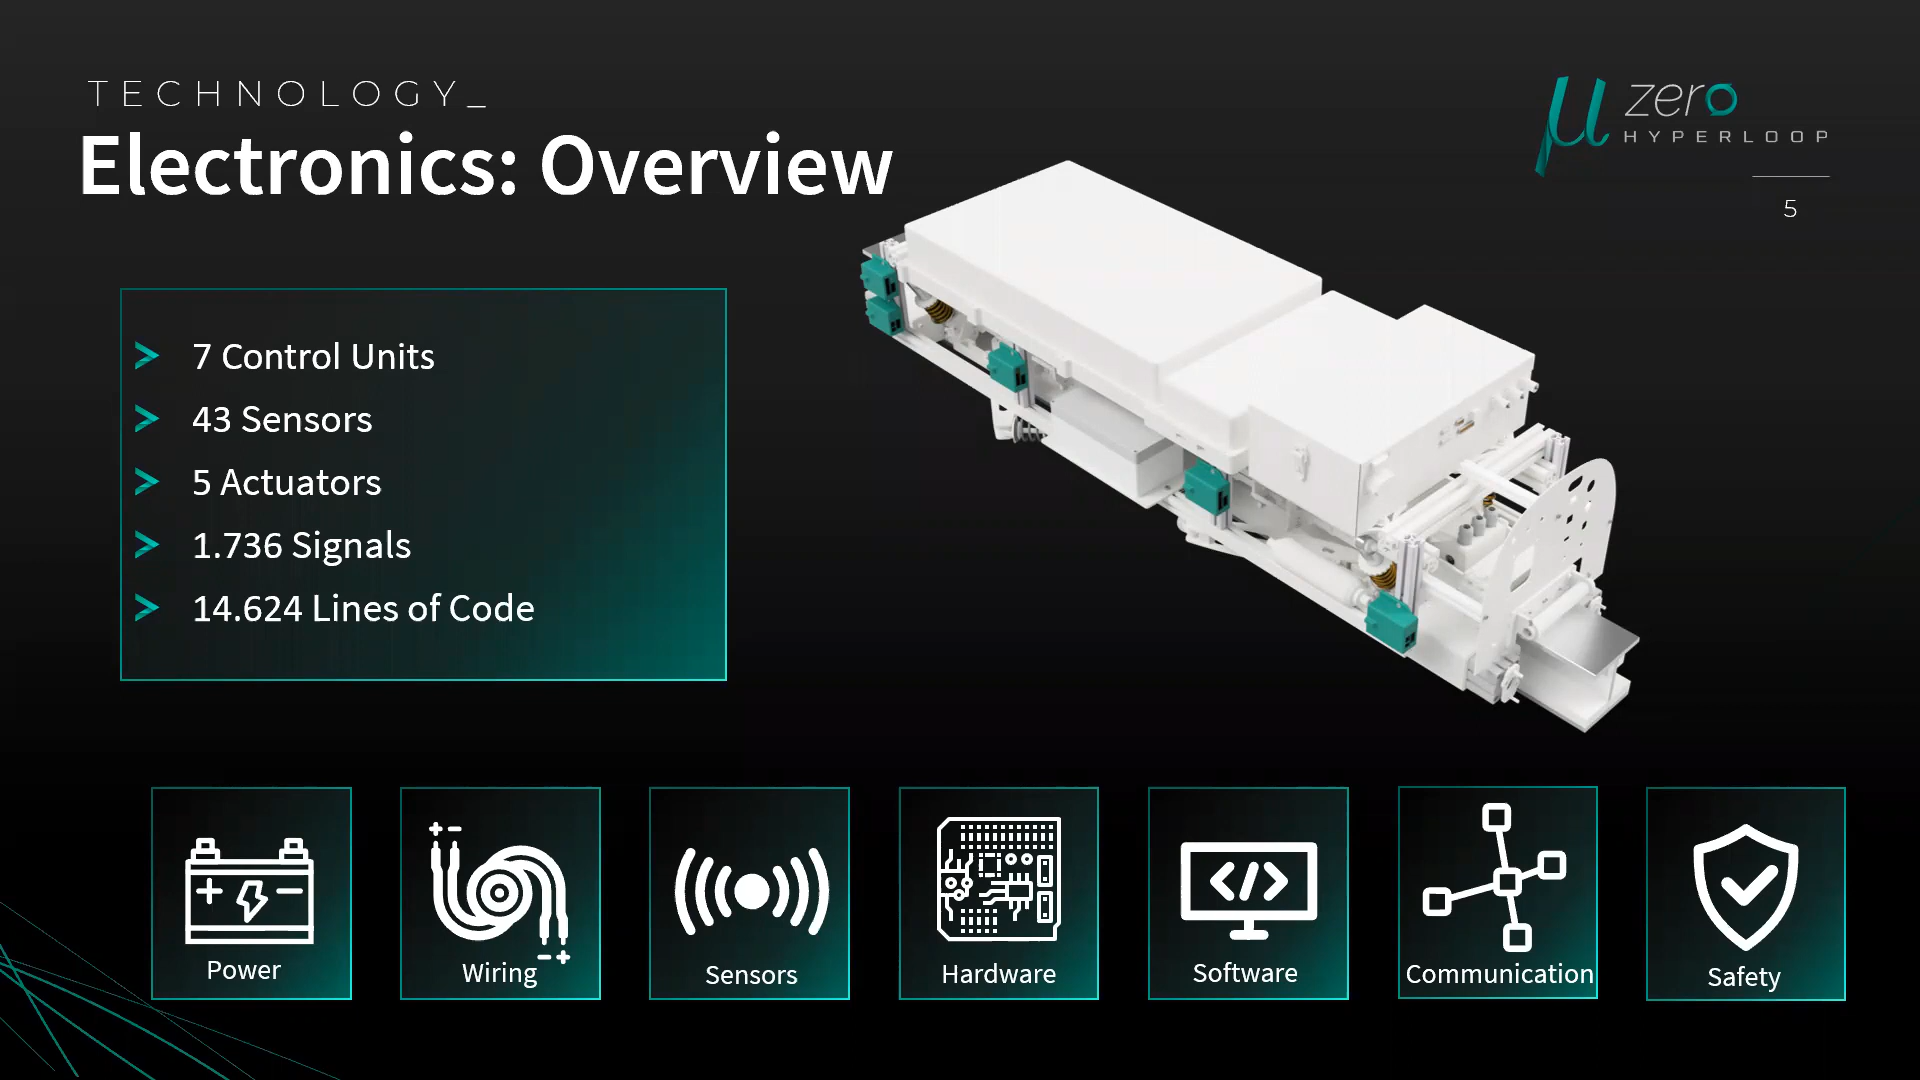 TECHNOLOGY_
Electronics: Overview
μ zero
HYPERLOOP
5
7 Control Units
43 Sensors
5 Actuators
1.736 Signals
14.624 Lines of Code
Power
Wiring
Sensors
Hardware
Software
Communication
Safety